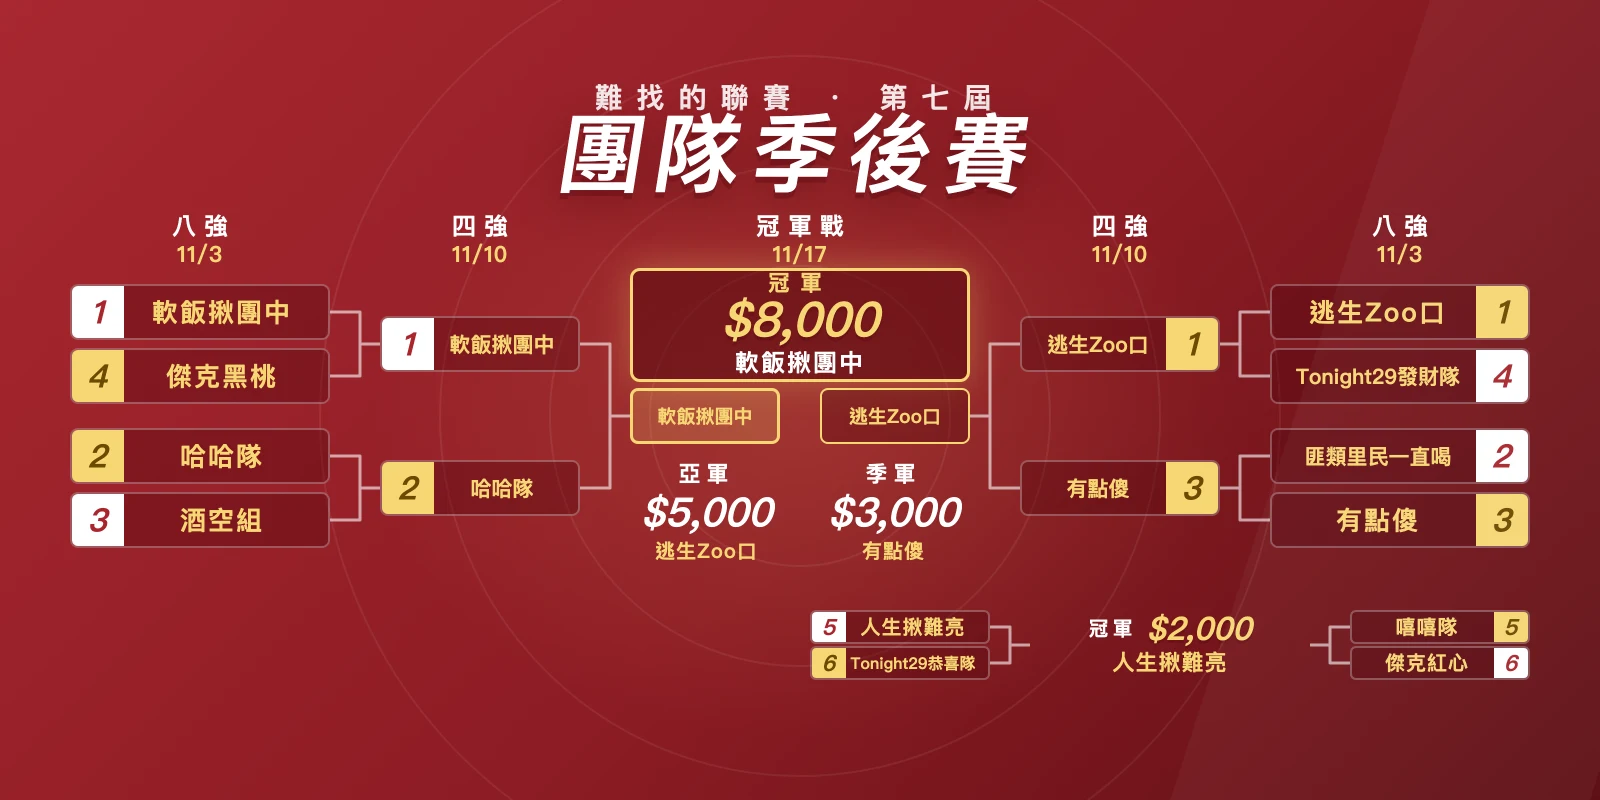 難找的聯賽 · 第七屆
團隊季後賽
八強
11/3
四強
11/10
冠軍戰
11/17
四強
11/10
八強
11/3
1 軟飯揪團中
4 傑克黑桃
2 哈哈隊
3 酒空組
1 軟飯揪團中
2 哈哈隊
冠軍
$8,000
軟飯揪團中
軟飯揪團中
逃生Zoo口
亞軍
$5,000
逃生Zoo口
季軍
$3,000
有點傻
逃生Zoo口 1
有點傻 3
逃生Zoo口 1
Tonight29發財隊 4
匪類里民一直喝 2
有點傻 3
5 人生揪難亮
6 Tonight29恭喜隊
冠軍 $2,000
人生揪難亮
嘻嘻隊 5
傑克紅心 6